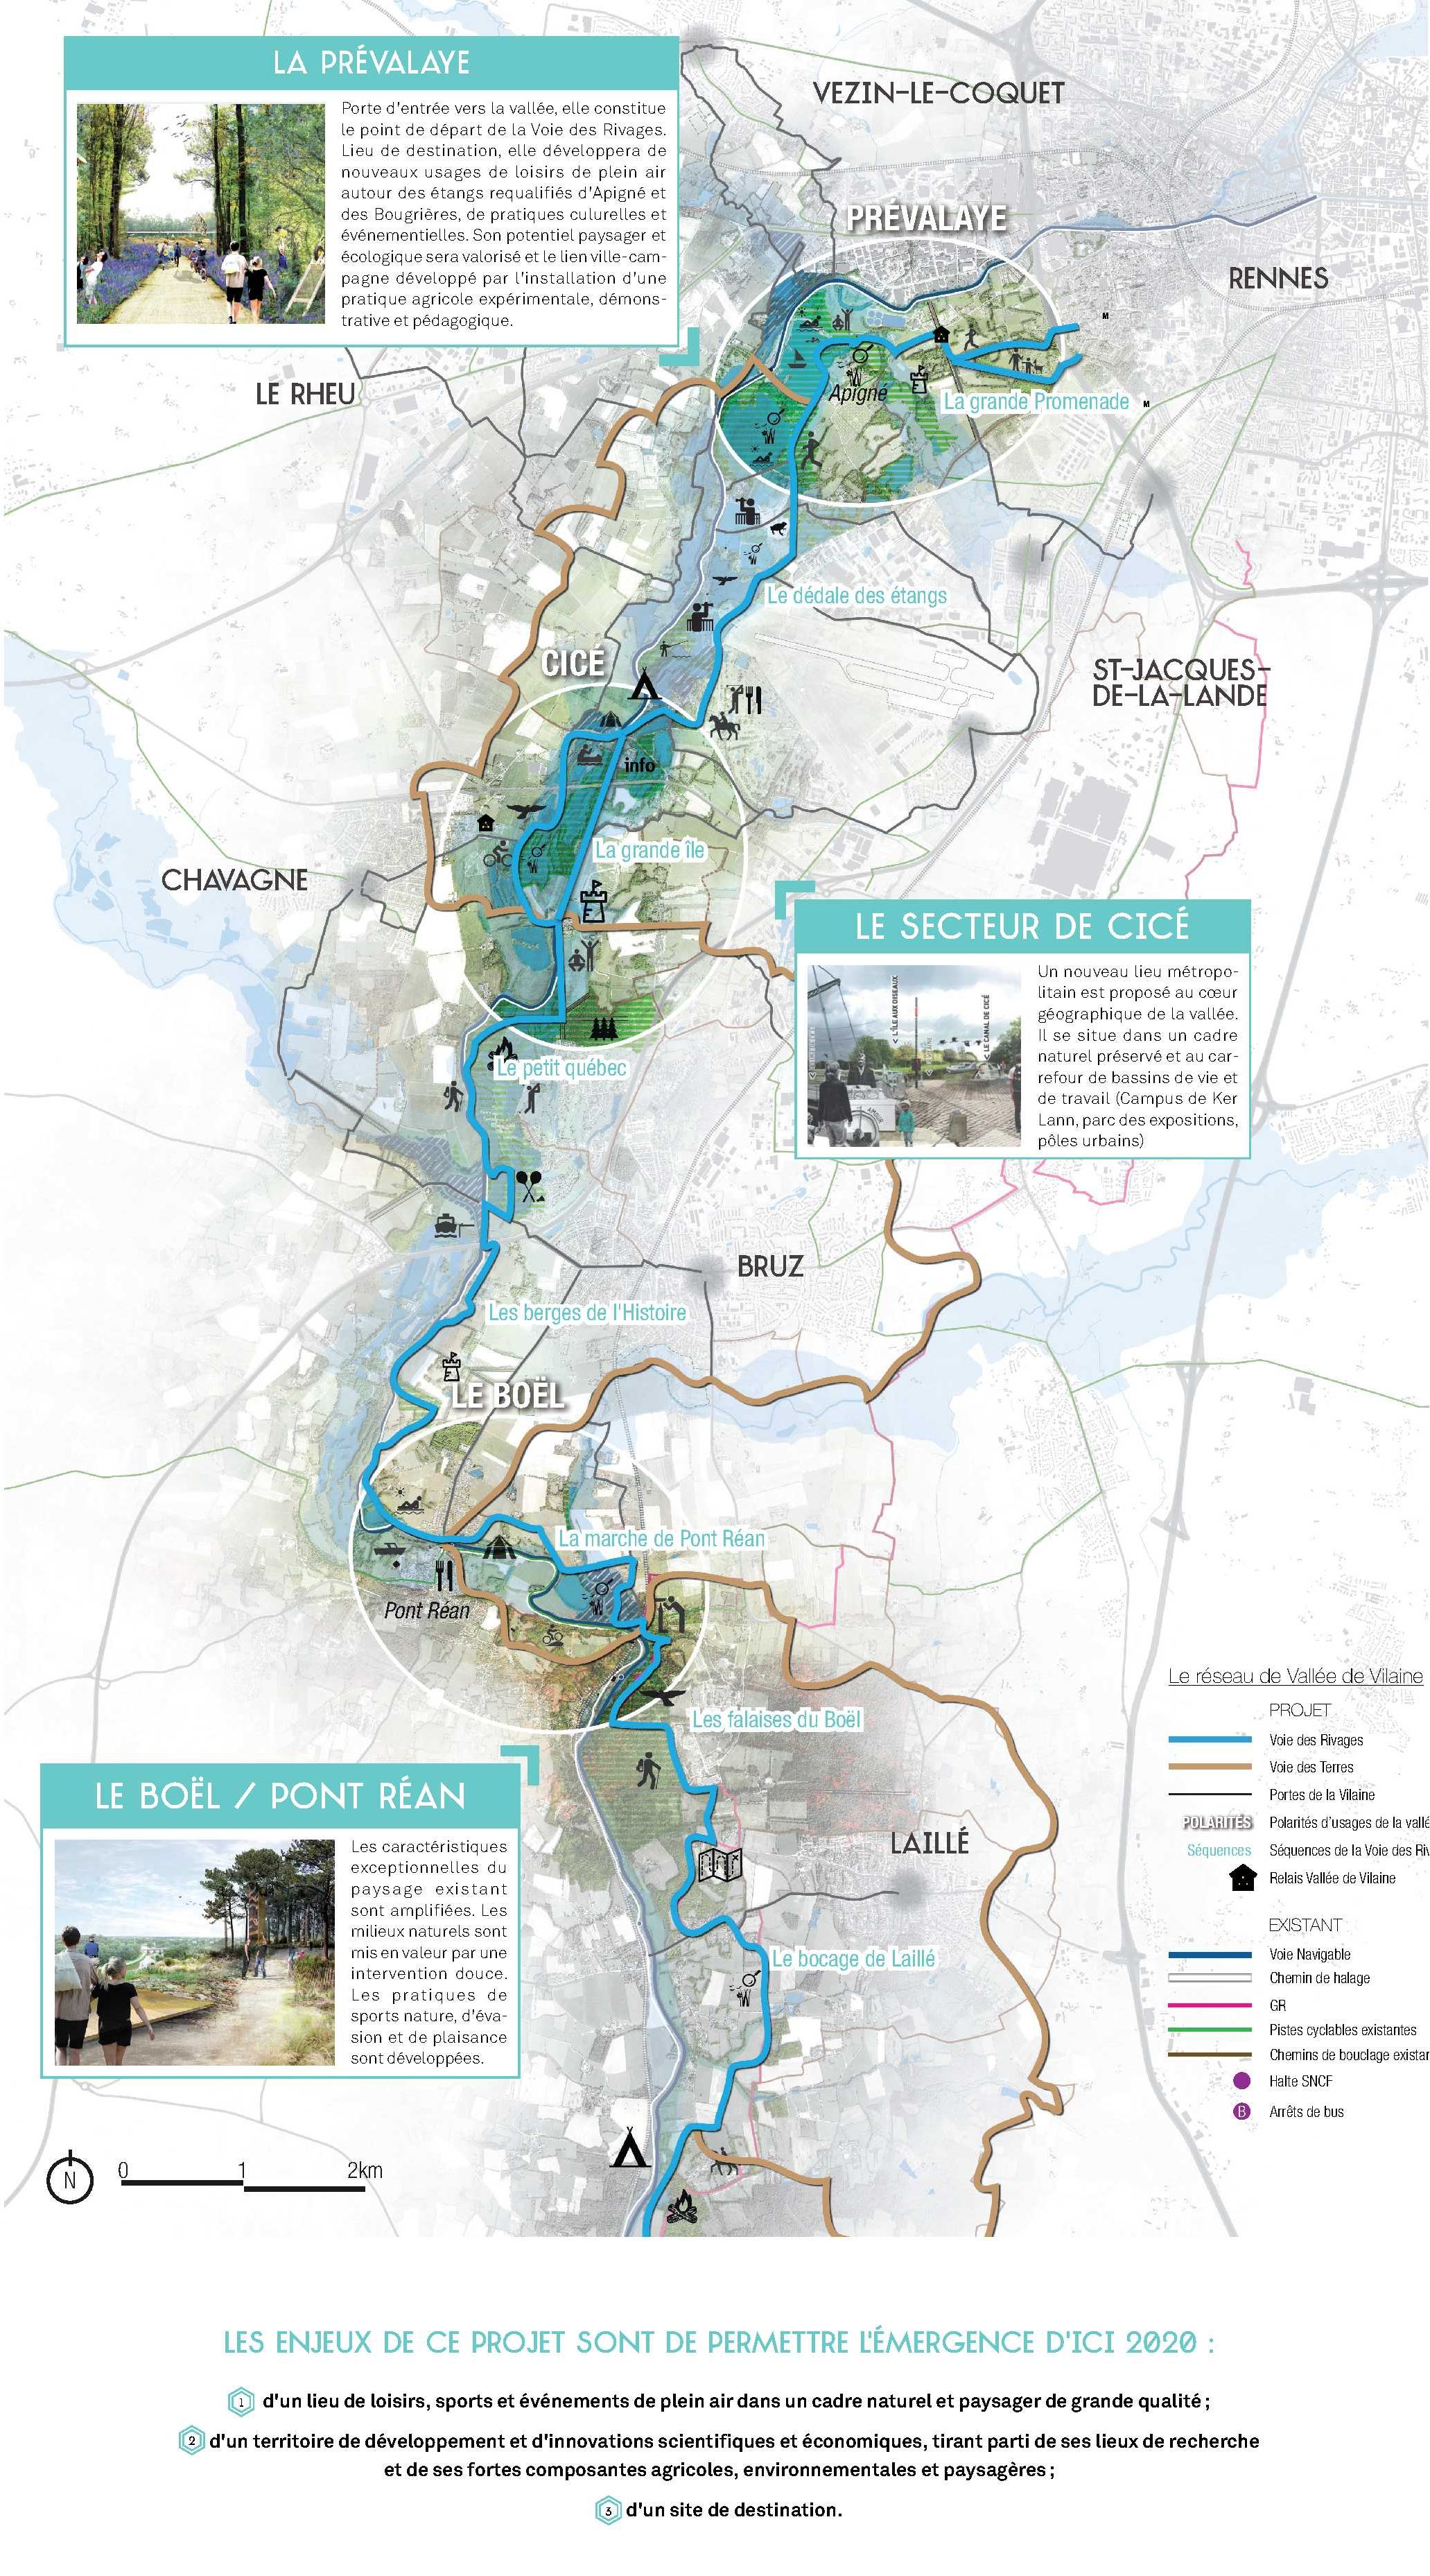 LA PRÉVALAYE
Porte d'entrée vers la vallée, elle constitue
le point de départ de la Voie des Rivages.
Lieu de destination, elle développera de
nouveaux usages de loisirs de plein air
autour des étangs requalifiés d'Apigné et
des Bougrières, de pratiques culurelles et
événementielles. Son potentiel paysager et
écologique sera valorisé et le lien ville-cam-
pagne développé par l'installation d'une
pratique agricole expérimentale, démons-
trative et pédagogique.
VEZIN-LE-COQUET
PRÉVALAYE
RENNES
M
LE RHEU
Apigné
La grande Promenade
M
Le dédale des étangs
CICÉ
ST-JACQUES-
DE-LA-LANDE
info
La grande île
CHAVAGNE
LE SECTEUR DE CICÉ
< L'ÎLE AUX OISEAUX
< LE CANAL DE CICÉ
Un nouveau lieu métropo-
litain est proposé au cœur
géographique de la vallée.
Il se situe dans un cadre
naturel préservé et au car-
refour de bassins de vie et
de travail (Campus de Ker
Lann, parc des expositions,
pôles urbains)
Le petit québec
BRUZ
Les berges de l'Histoire
LE BOËL
La marche de Pont Réan
Pont Réan
Les falaises du Boël
LE BOËL / PONT RÉAN
Les caractéristiques
exceptionnelles du
paysage existant
sont amplifiées. Les
milieux naturels sont
mis en valeur par une
intervention douce.
Les pratiques de
sports nature, d'éva-
sion et de plaisance
sont développées.
LAILLÉ
Le bocage de Laillé
Le réseau de Vallée de Vilaine
PROJET
Voie des Rivages
Voie des Terres
Portes de la Vilaine
POLARITÉS Polarités d'usages de la vallé
Séquences Séquences de la Voie des Riv
Relais Vallée de Vilaine
EXISTANT
Voie Navigable
Chemin de halage
GR
Pistes cyclables existantes
Chemins de bouclage existar
Halte SNCF
B Arrêts de bus
N 0 1 2km
LES ENJEUX DE CE PROJET SONT DE PERMETTRE L'ÉMERGENCE D'ICI 2020 :
1 d'un lieu de loisirs, sports et événements de plein air dans un cadre naturel et paysager de grande qualité ;
2 d'un territoire de développement et d'innovations scientifiques et économiques, tirant parti de ses lieux de recherche
et de ses fortes composantes agricoles, environnementales et paysagères ;
3 d'un site de destination.